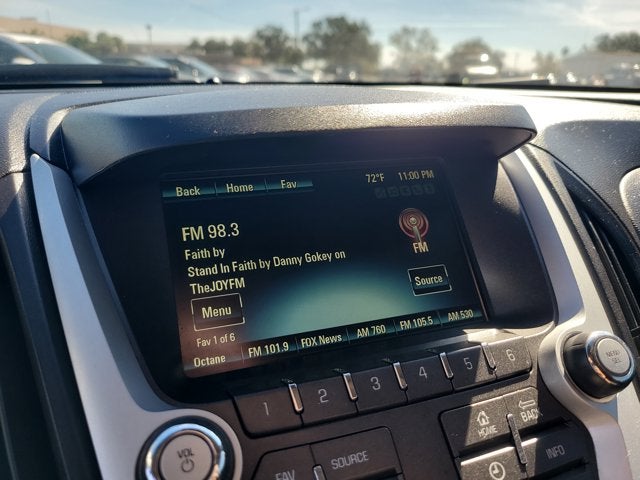 Back Home Fav 72°F 11:00 PM
FM 98.3
Faith by
Stand In Faith by Danny Gokey on
TheJOYFM
FM
Menu
Source
Fav 1 of 6
Octane FM 101.9 FOX News AM 760 FM 105.5 AM 530
1 2 3 4 5 6
VOL
FAV SOURCE
HOME BACK
INFO
MENU
SEL